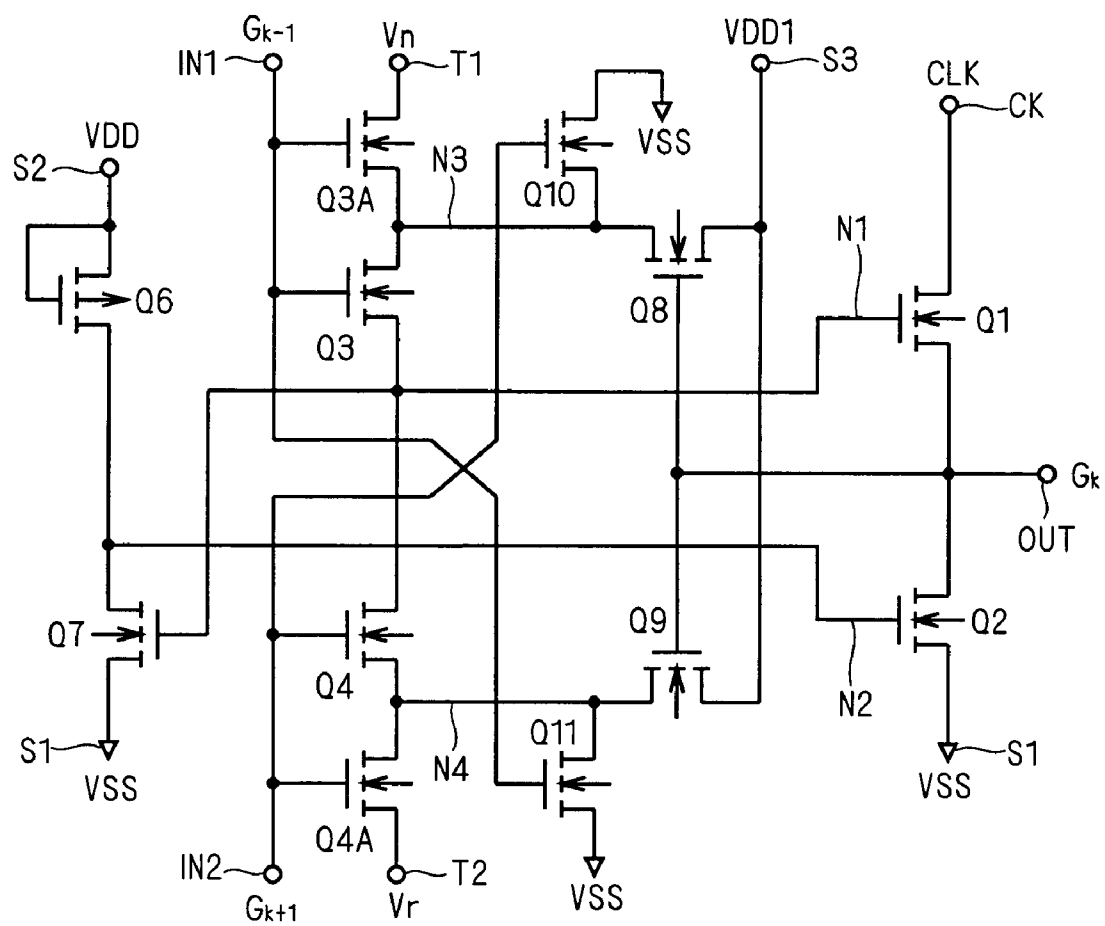 Gk-1
Vn
VDD1
IN1
T1
S3
CLK
CK
VDD
VSS
S2
N3
Q3A
Q10
N1
Q6
Q8
Q1
Q3
Gk
OUT
Q9
Q7
Q2
Q4
Q11
N2
S1
N4
S1
VSS
VSS
Q4A
IN2
T2
VSS
Gk+1
Vr